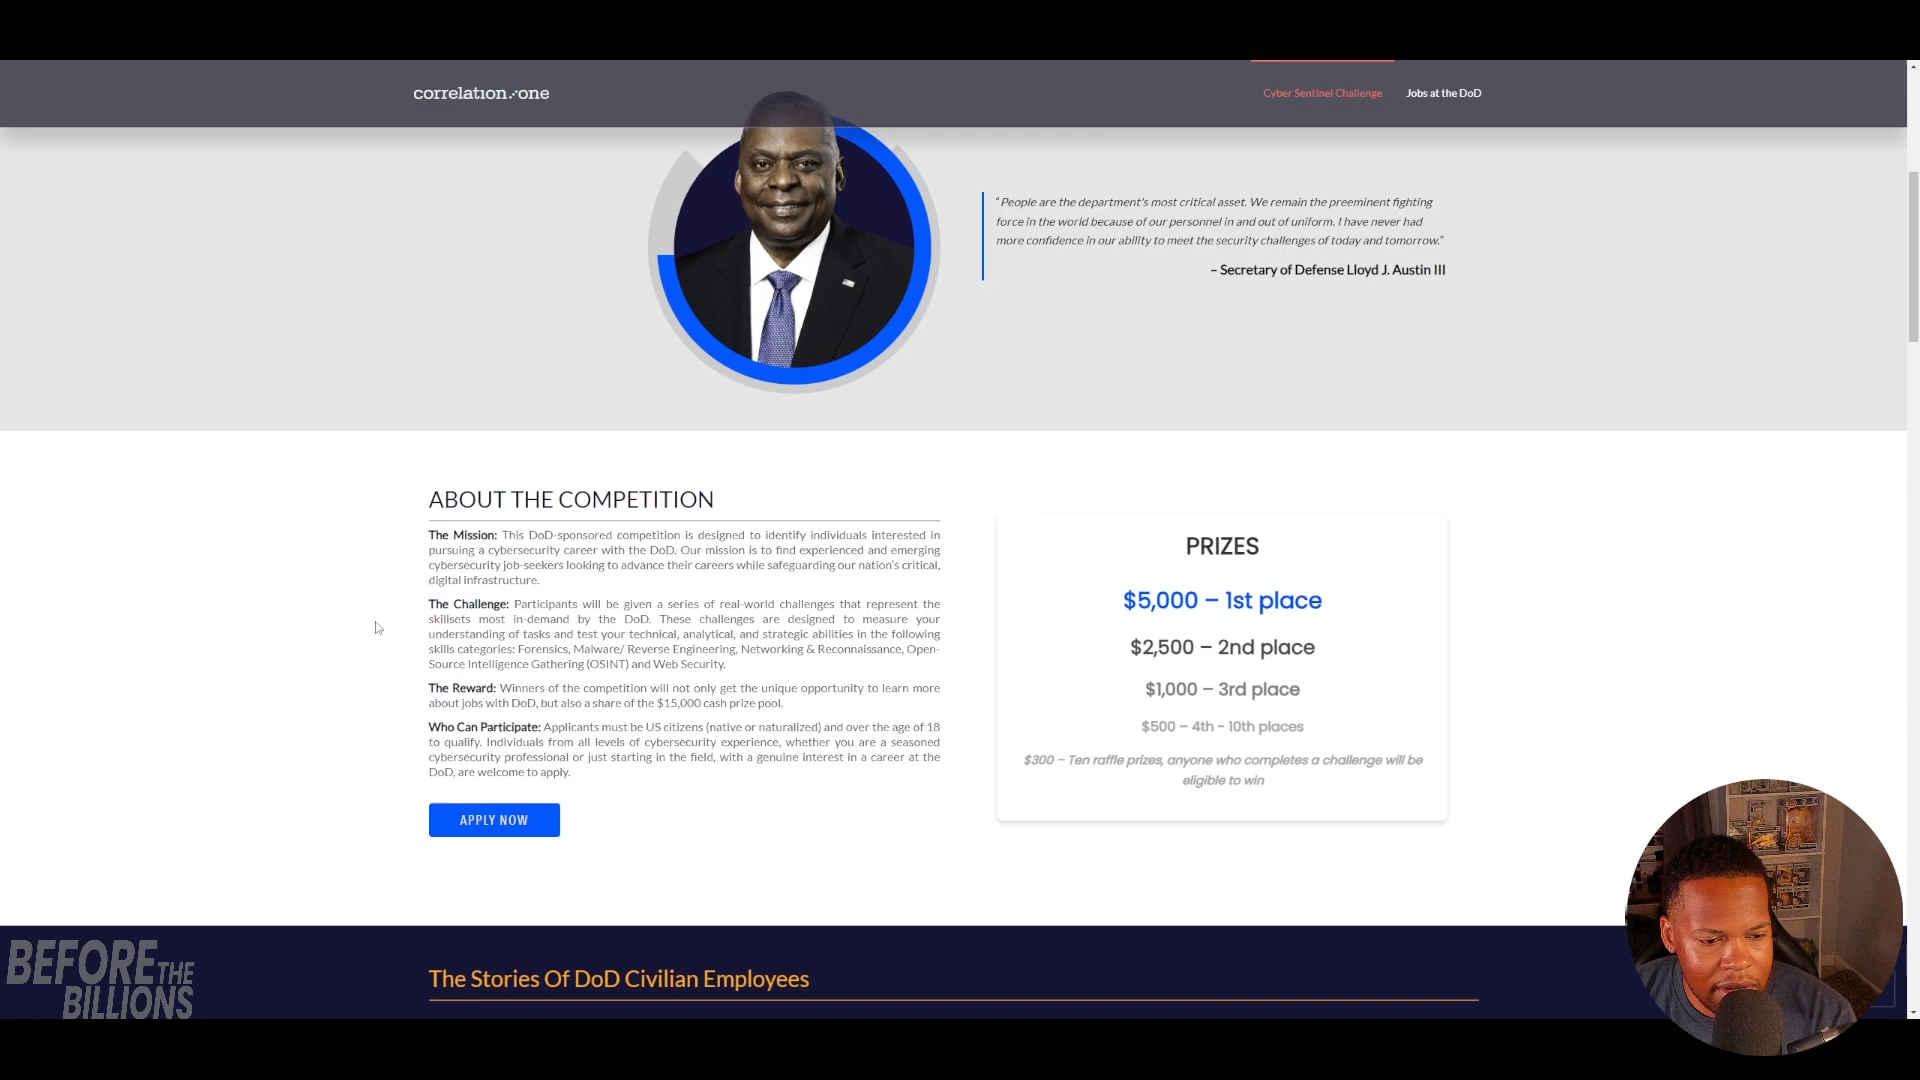 correlation one
Cyber Sentinel Challenge
Jobs at the DoD
“People are the department's most critical asset. We remain the preeminent fighting
force in the world because of our personnel in and out of uniform. I have never had
more confidence in our ability to meet the security challenges of today and tomorrow.”
– Secretary of Defense Lloyd J. Austin III
ABOUT THE COMPETITION
The Mission: This DoD-sponsored competition is designed to identify individuals interested in
pursuing a cybersecurity career with the DoD. Our mission is to find experienced and emerging
cybersecurity job-seekers looking to advance their careers while safeguarding our nation's critical,
digital infrastructure.
The Challenge: Participants will be given a series of real-world challenges that represent the
skillsets most in-demand by the DoD. These challenges are designed to measure your
understanding of tasks and test your technical, analytical, and strategic abilities in the following
skills categories: Forensics, Malware/ Reverse Engineering, Networking & Reconnaissance, Open-
Source Intelligence Gathering (OSINT) and Web Security.
The Reward: Winners of the competition will not only get the unique opportunity to learn more
about jobs with DoD, but also a share of the $15,000 cash prize pool.
Who Can Participate: Applicants must be US citizens (native or naturalized) and over the age of 18
to qualify. Individuals from all levels of cybersecurity experience, whether you are a seasoned
cybersecurity professional or just starting in the field, with a genuine interest in a career at the
DoD, are welcome to apply.
APPLY NOW
PRIZES
$5,000 – 1st place
$2,500 – 2nd place
$1,000 – 3rd place
$500 – 4th - 10th places
$300 – Ten raffle prizes, anyone who completes a challenge will be
eligible to win
The Stories Of DoD Civilian Employees
BEFORE THE
BILLIONS